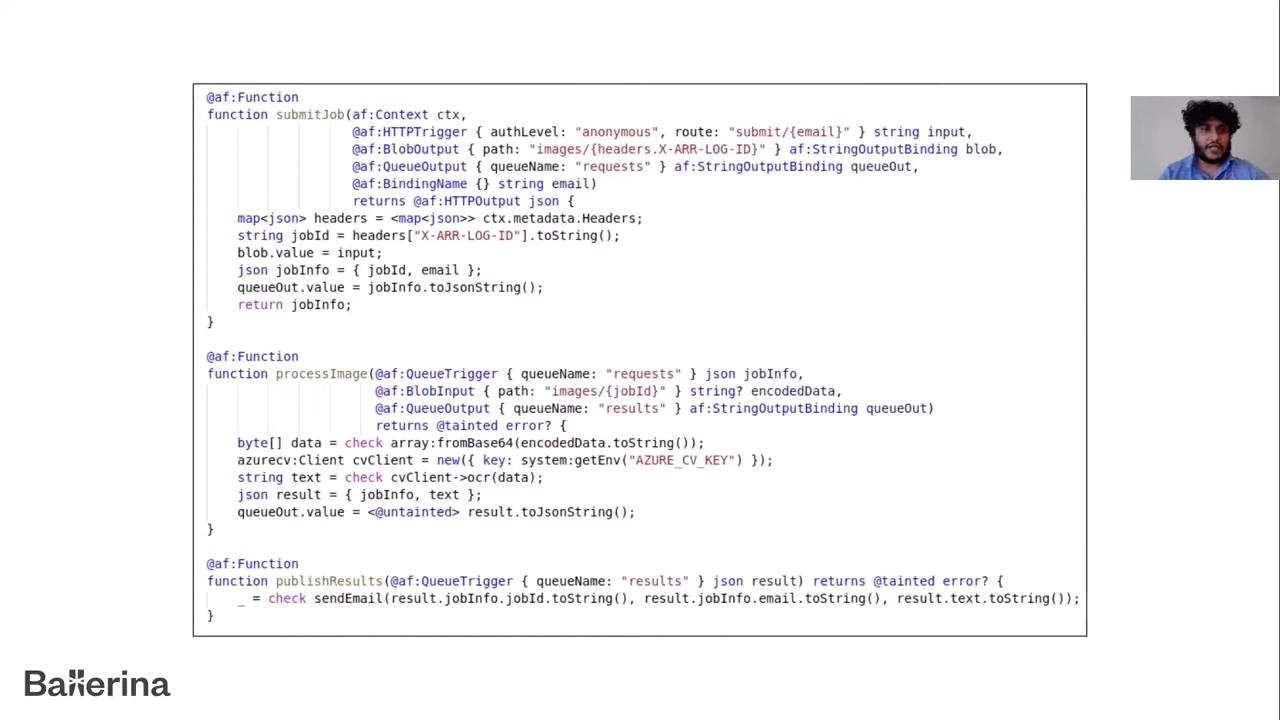 @af:Function
function submitJob(af:Context ctx,
@af:HTTPTrigger { authLevel: "anonymous", route: "submit/{email}" } string input,
@af:BlobOutput { path: "images/{headers.X-ARR-LOG-ID}" } af:StringOutputBinding blob,
@af:QueueOutput { queueName: "requests" } af:StringOutputBinding queueOut,
@af:BindingName {} string email)
returns @af:HTTPOutput json {
map<json> headers = <map<json>> ctx.metadata.Headers;
string jobId = headers["X-ARR-LOG-ID"].toString();
blob.value = input;
json jobInfo = { jobId, email };
queueOut.value = jobInfo.toJsonString();
return jobInfo;
}
@af:Function
function processImage(@af:QueueTrigger { queueName: "requests" } json jobInfo,
@af:BlobInput { path: "images/{jobId}" } string? encodedData,
@af:QueueOutput { queueName: "results" } af:StringOutputBinding queueOut)
returns @tainted error? {
byte[] data = check array:fromBase64(encodedData.toString());
azurecv:Client cvClient = new({ key: system:getEnv("AZURE_CV_KEY") });
string text = check cvClient->ocr(data);
json result = { jobInfo, text };
queueOut.value = <@untainted> result.toJsonString();
}
@af:Function
function publishResults(@af:QueueTrigger { queueName: "results" } json result) returns @tainted error? {
_ = check sendEmail(result.jobInfo.jobId.toString(), result.jobInfo.email.toString(), result.text.toString());
}
Ballerina